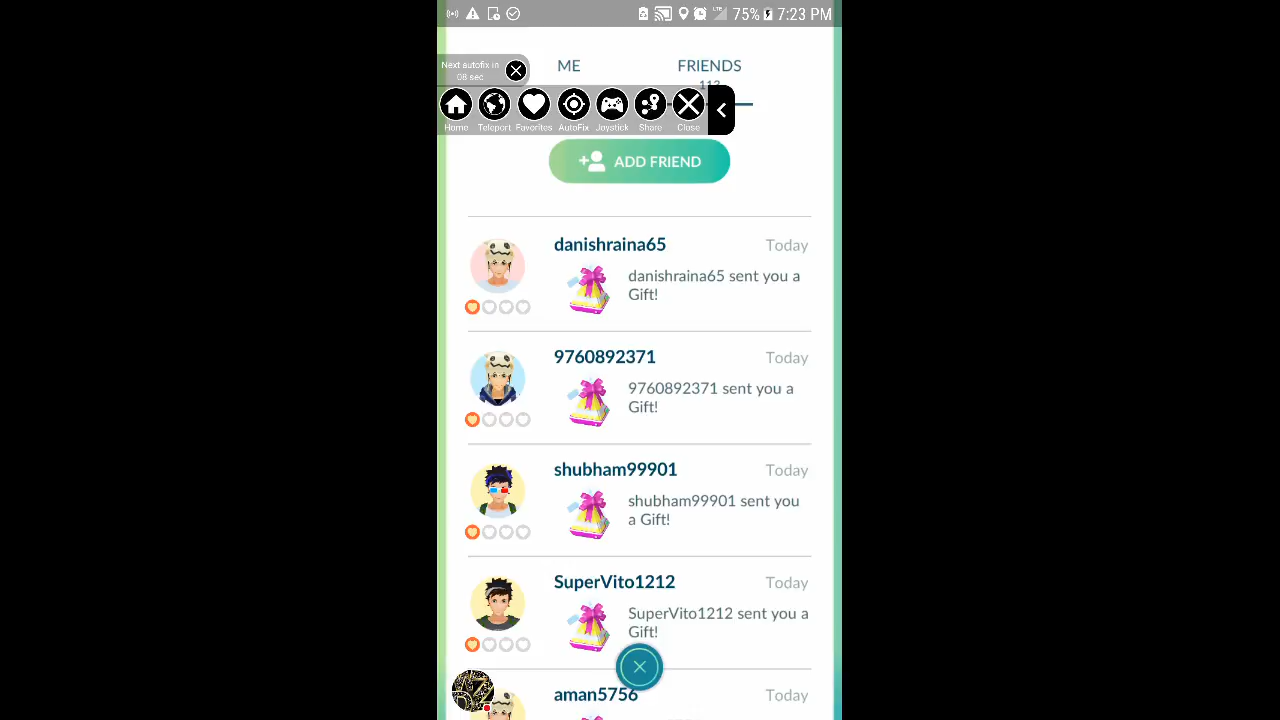 LTE 75% 7:23 PM
Next autofix in
08 sec
ME
FRIENDS
113
Home Teleport Favorites AutoFix Joystick Share Close
ADD FRIEND
danishraina65
Today
danishraina65 sent you a
Gift!
9760892371
Today
9760892371 sent you a
Gift!
shubham99901
Today
shubham99901 sent you
a Gift!
SuperVito1212
Today
SuperVito1212 sent you a
Gift!
aman5756
Today